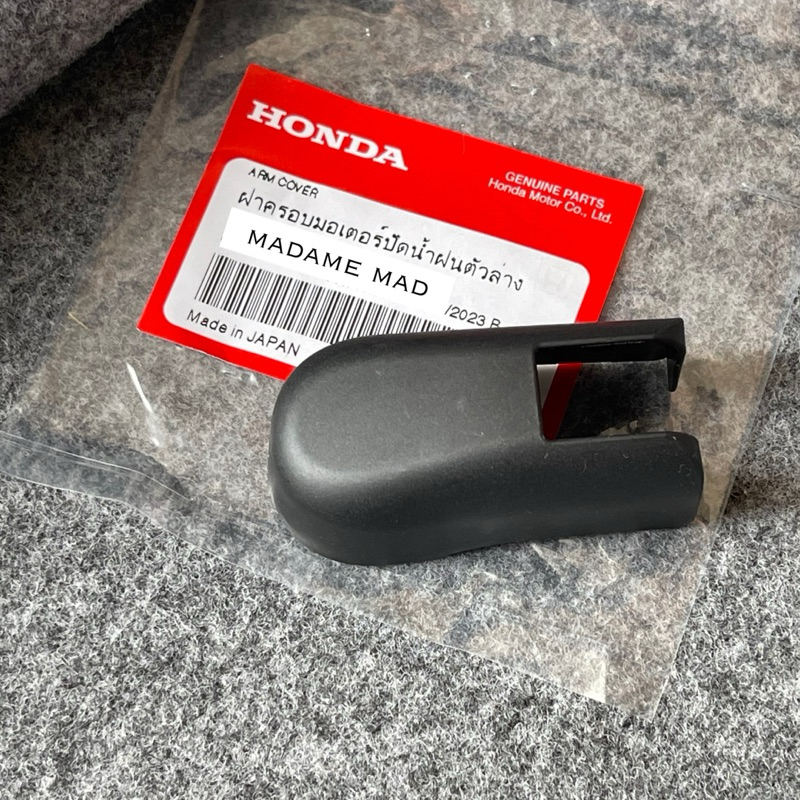 HONDA
GENUINE PARTS
Honda Motor Co., Ltd.
ARM COVER
ฝาครอบมอเตอร์ปัดน้ำฝนตัวล่าง
MADAME MAD
/2023 B
Made in JAPAN